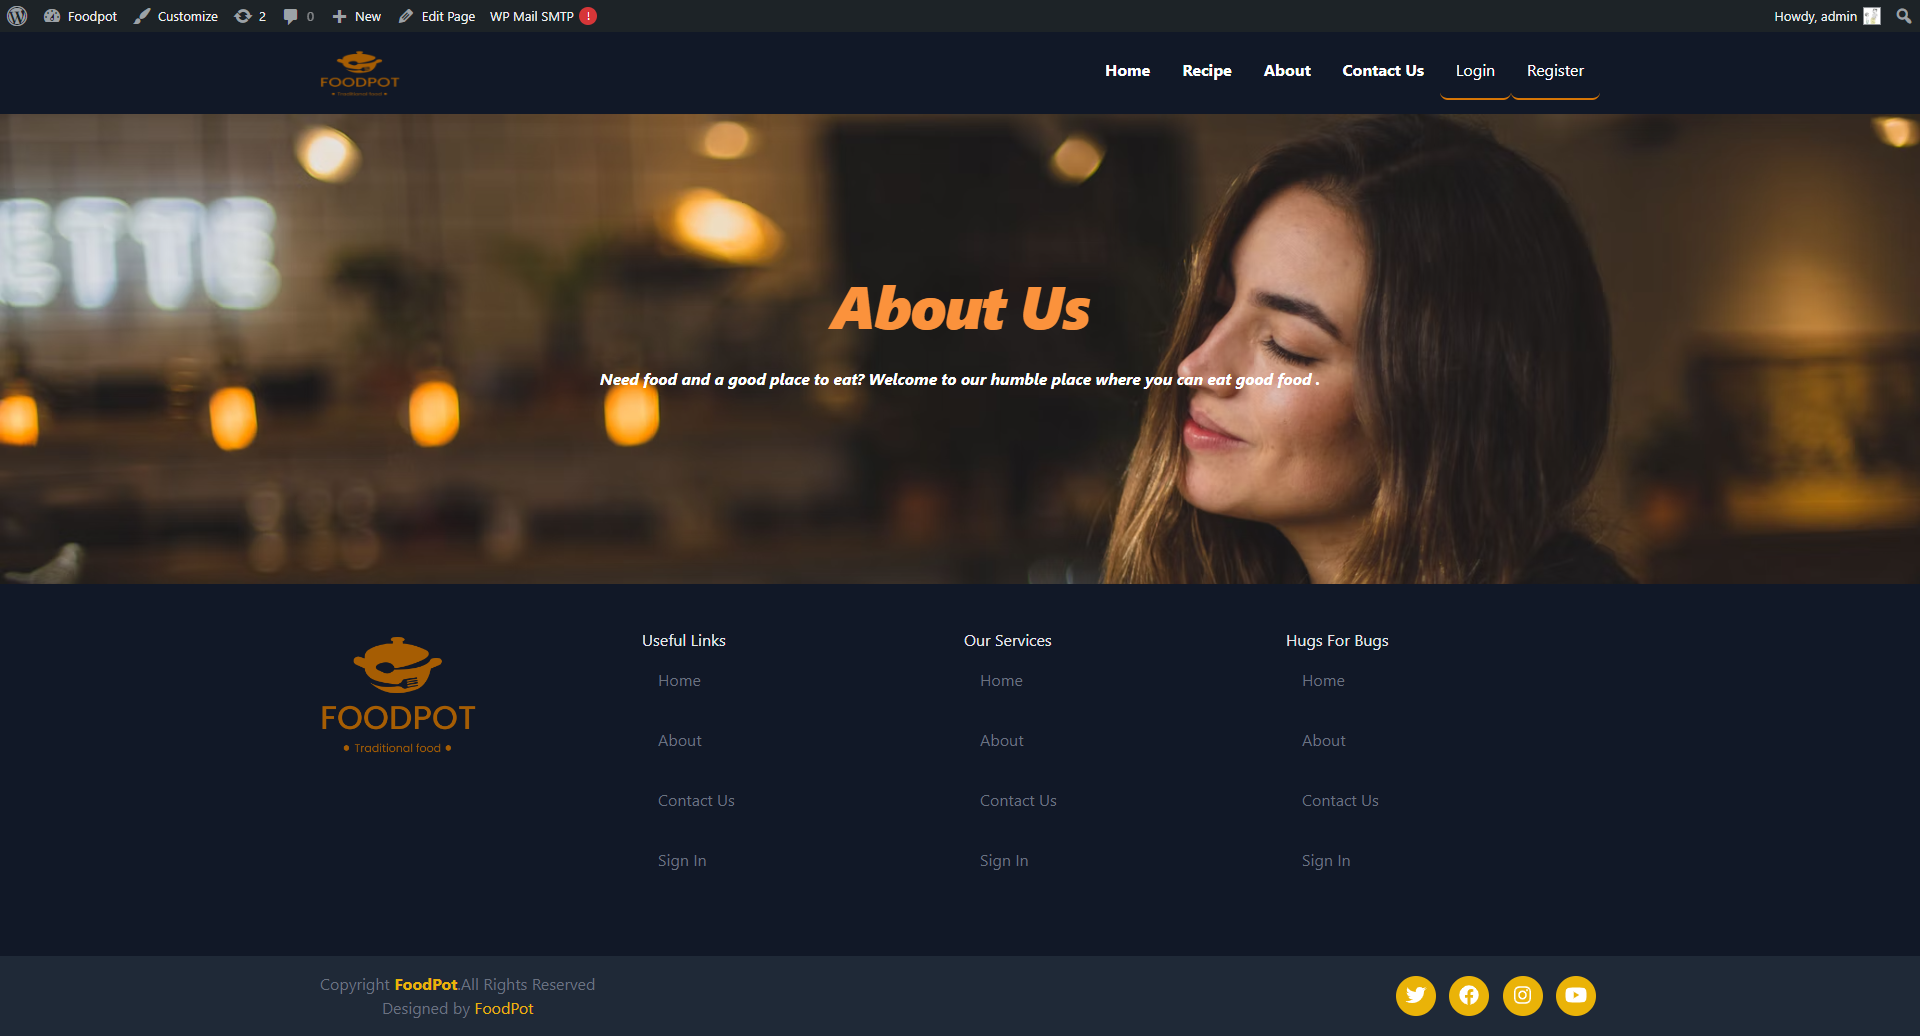 Foodpot Customize 2 0 New Edit Page WP Mail SMTP ! Howdy, admin
FOODPOT
Home Recipe About Contact Us Login Register
ETTE
About Us
Need food and a good place to eat? Welcome to our humble place where you can eat good food .
FOODPOT
• Traditional food •
Useful Links
Home
About
Contact Us
Sign In
Our Services
Home
About
Contact Us
Sign In
Hugs For Bugs
Home
About
Contact Us
Sign In
Copyright FoodPot.All Rights Reserved
Designed by FoodPot